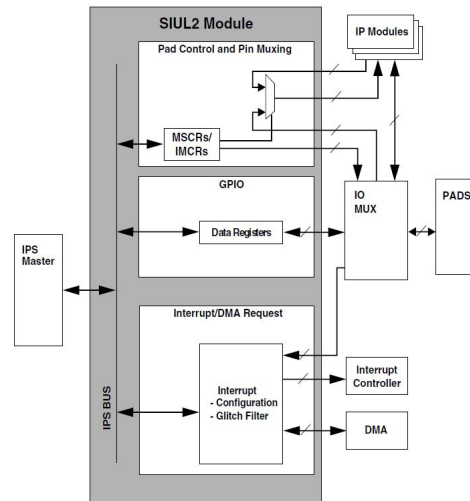 SIUL2 Module
Pad Control and Pin Muxing
IP Modules
MSCRs/
IMCRs
GPIO
IO
MUX
PADS
Data Registers
IPS
Master
Interrupt/DMA Request
Interrupt
- Configuration
- Glitch Filter
Interrupt
Controller
DMA
IPS BUS